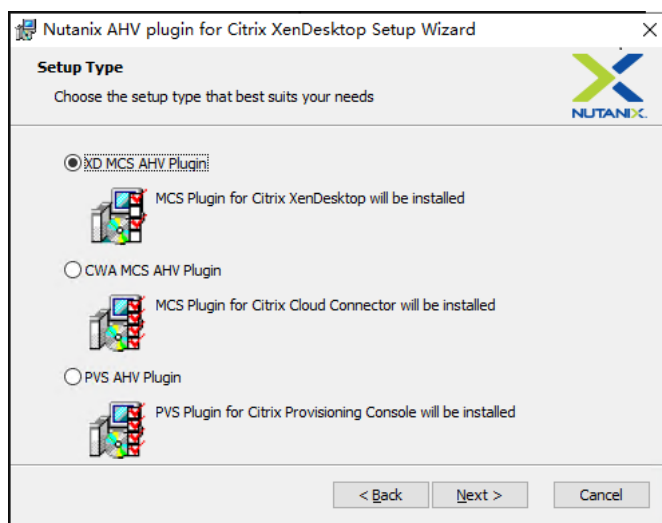 Nutanix AHV plugin for Citrix XenDesktop Setup Wizard
Setup Type
Choose the setup type that best suits your needs
NUTANIX.
XD MCS AHV Plugin
MCS Plugin for Citrix XenDesktop will be installed
CWA MCS AHV Plugin
MCS Plugin for Citrix Cloud Connector will be installed
PVS AHV Plugin
PVS Plugin for Citrix Provisioning Console will be installed
< Back Next > Cancel